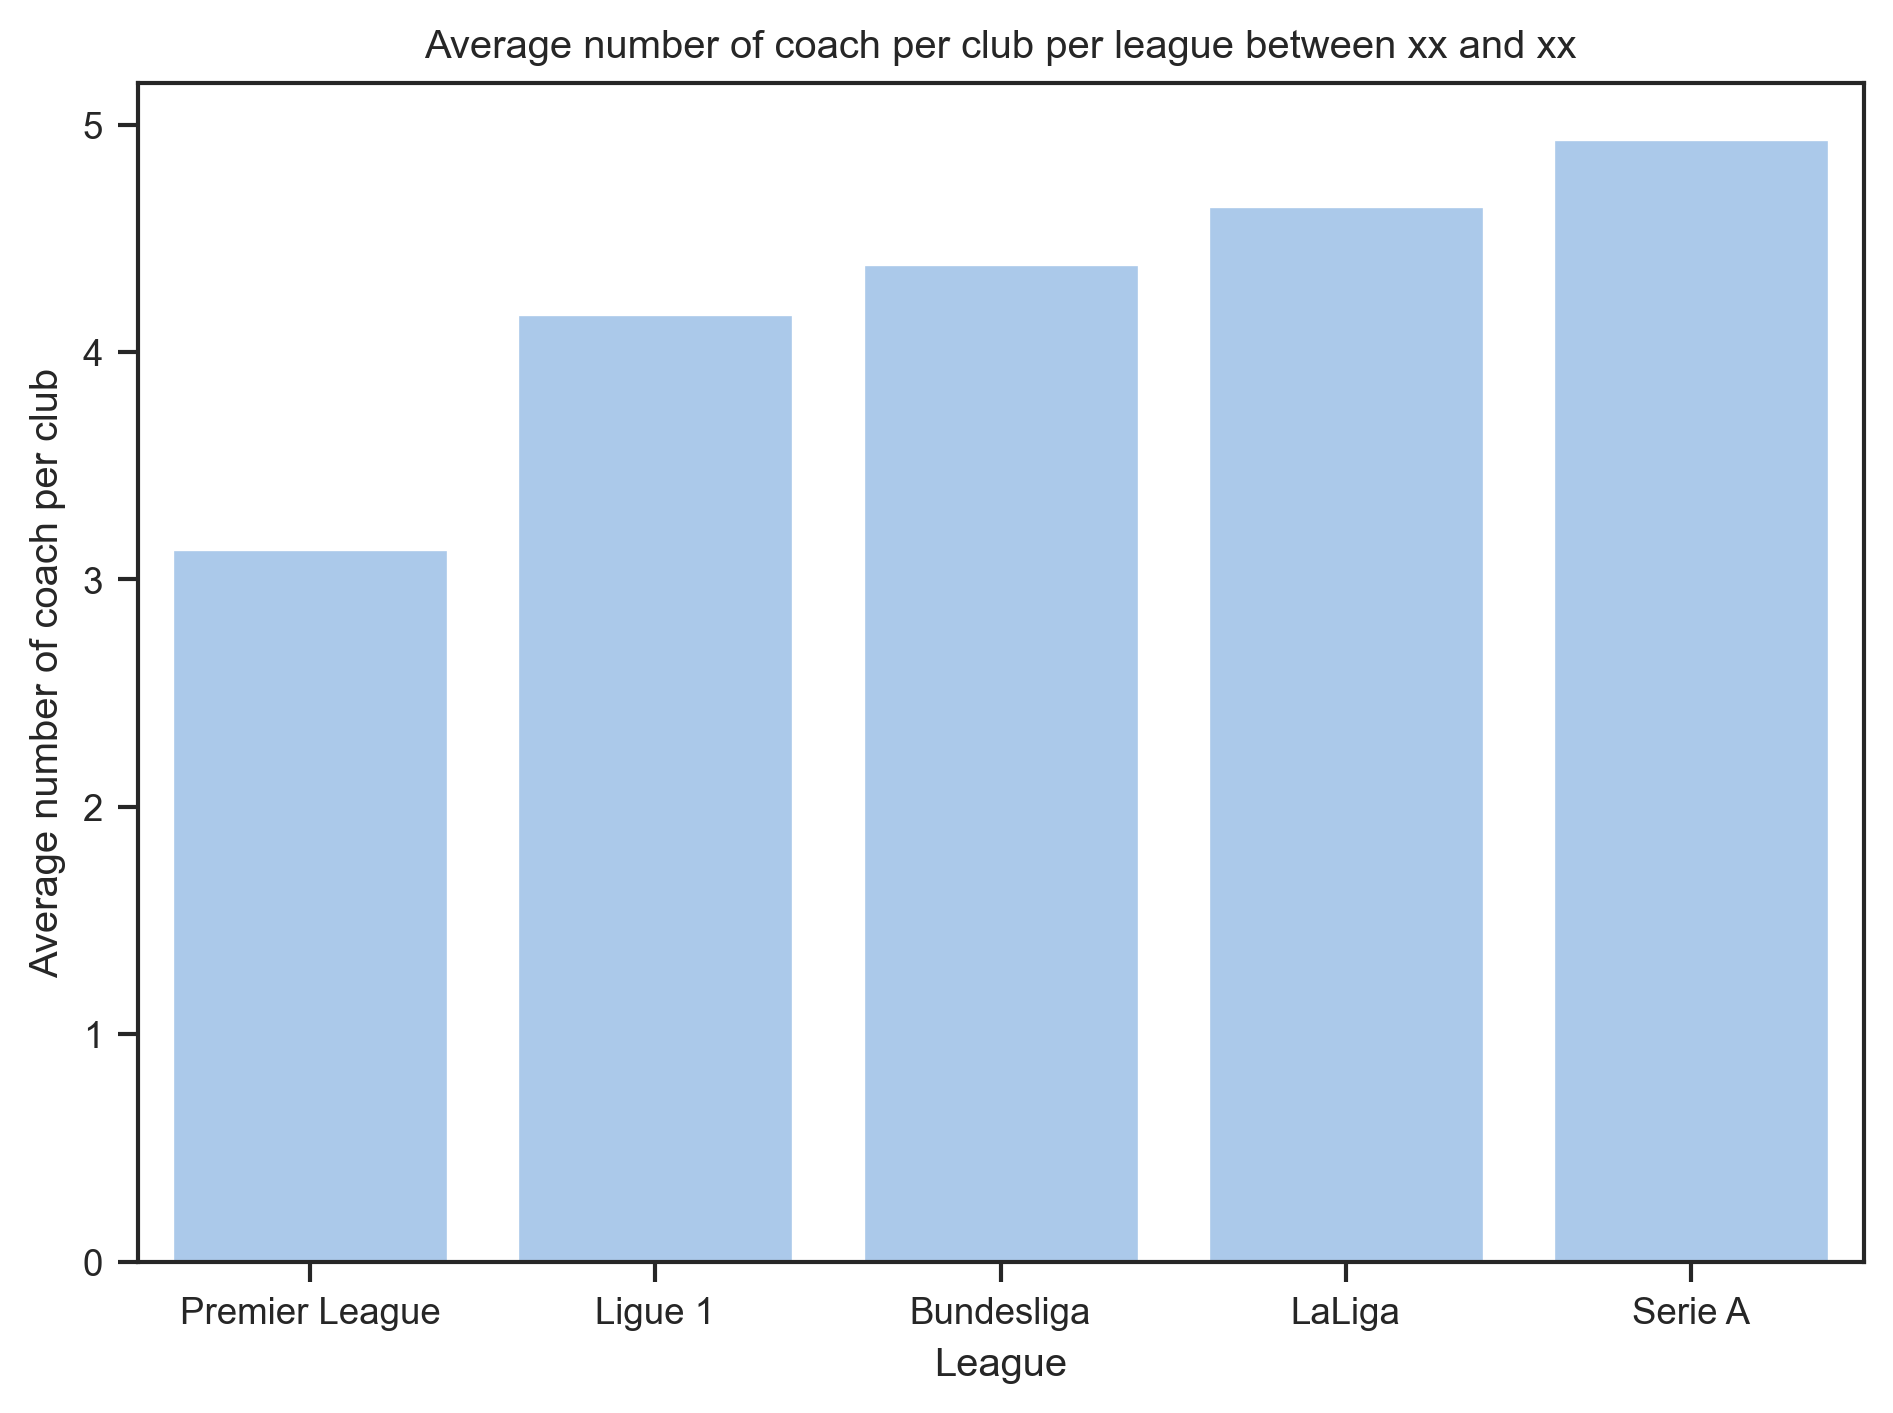 Average number of coach per club per league between xx and xx
Average number of coach per club
5
4
3
2
1
0
Premier League
Ligue 1
Bundesliga
LaLiga
Serie A
League